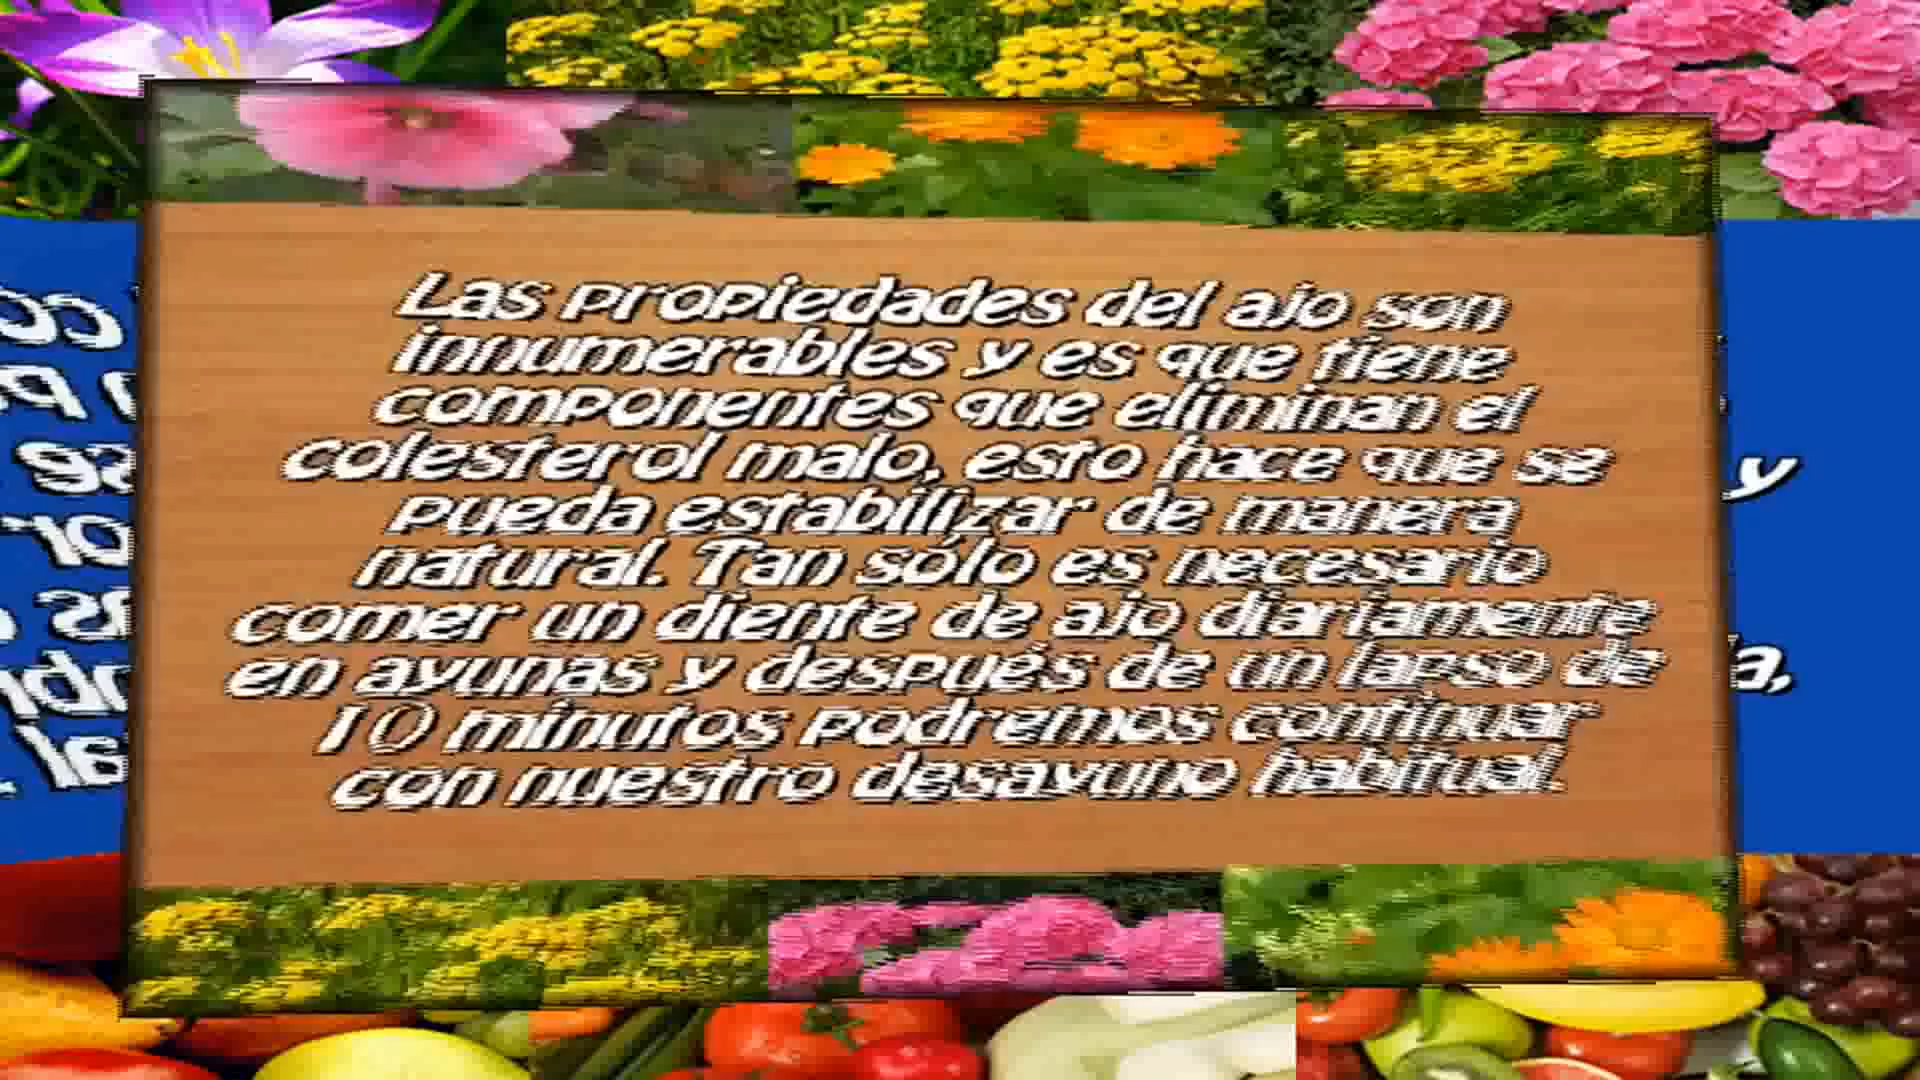 Las propiedades del ajo son
innumerables y es que tiene
componentes que eliminan el
colesterol malo, esto hace que se
pueda estabilizar de manera
natural. Tan sólo es necesario
comer un diente de ajo diariamente
en ayunas y después de un lapso de
10 minutos podremos continuar
con nuestro desayuno habitual.
y